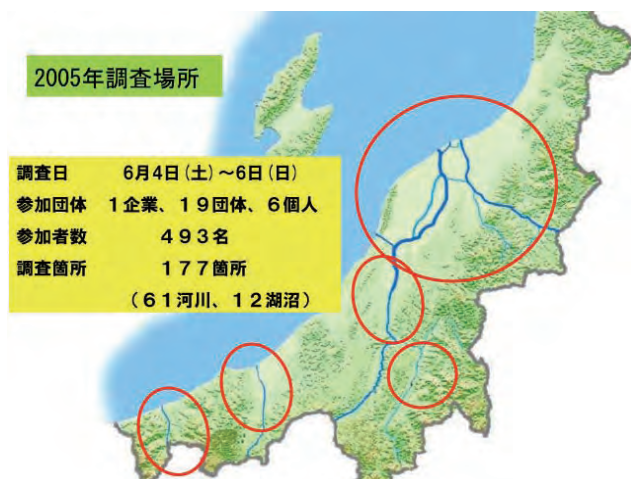 2005年調査場所
調査日 6月4日(土)~6日(日)
参加団体 1企業、19団体、6個人
参加者数 493名
調査箇所 177箇所
(61河川、12湖沼)